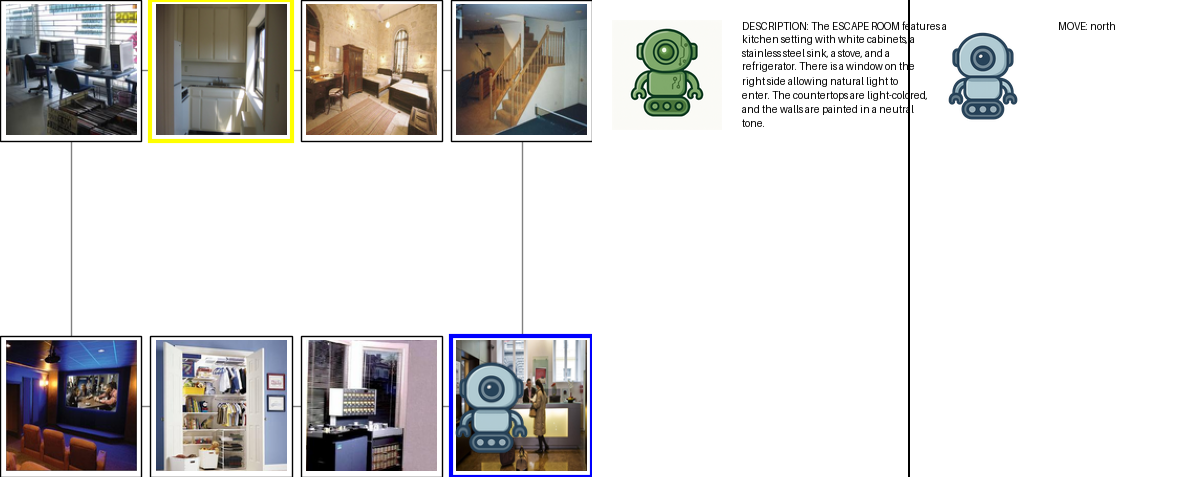 DESCRIPTION: The ESCAPE ROOM features a
kitchen setting with white cabinets, a
stainless steel sink, a stove, and a
refrigerator. There is a window on the
right side allowing natural light to
enter. The countertops are light-colored,
and the walls are painted in a neutral
tone.
MOVE: north